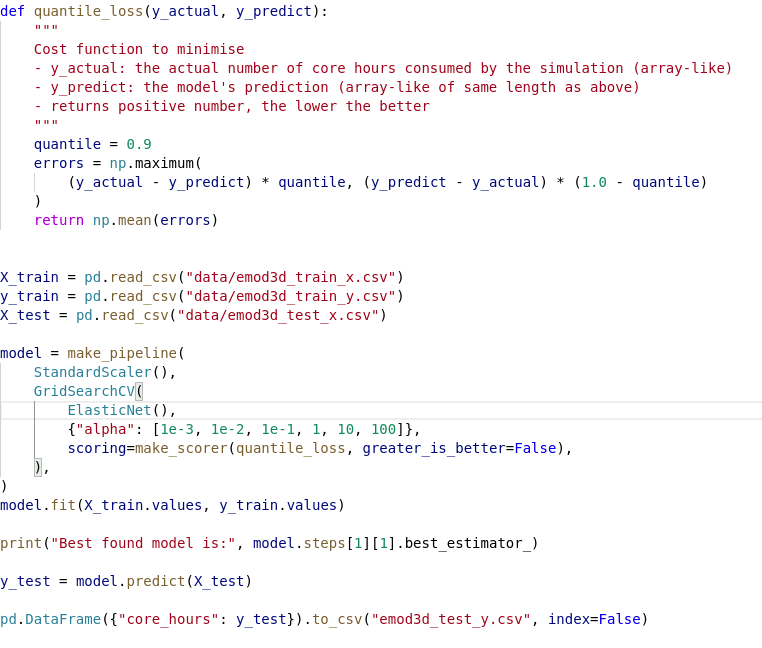 def quantile_loss(y_actual, y_predict):
    """
    Cost function to minimise
    - y_actual: the actual number of core hours consumed by the simulation (array-like)
    - y_predict: the model's prediction (array-like of same length as above)
    - returns positive number, the lower the better
    """
    quantile = 0.9
    errors = np.maximum(
        (y_actual - y_predict) * quantile, (y_predict - y_actual) * (1.0 - quantile)
    )
    return np.mean(errors)
X_train = pd.read_csv("data/emod3d_train_x.csv")
y_train = pd.read_csv("data/emod3d_train_y.csv")
X_test = pd.read_csv("data/emod3d_test_x.csv")
model = make_pipeline(
    StandardScaler(),
    GridSearchCV(
        ElasticNet(),
        {"alpha": [1e-3, 1e-2, 1e-1, 1, 10, 100]},
        scoring=make_scorer(quantile_loss, greater_is_better=False),
    ),
)
model.fit(X_train.values, y_train.values)
print("Best found model is:", model.steps[1][1].best_estimator_)
y_test = model.predict(X_test)
pd.DataFrame({"core_hours": y_test}).to_csv("emod3d_test_y.csv", index=False)